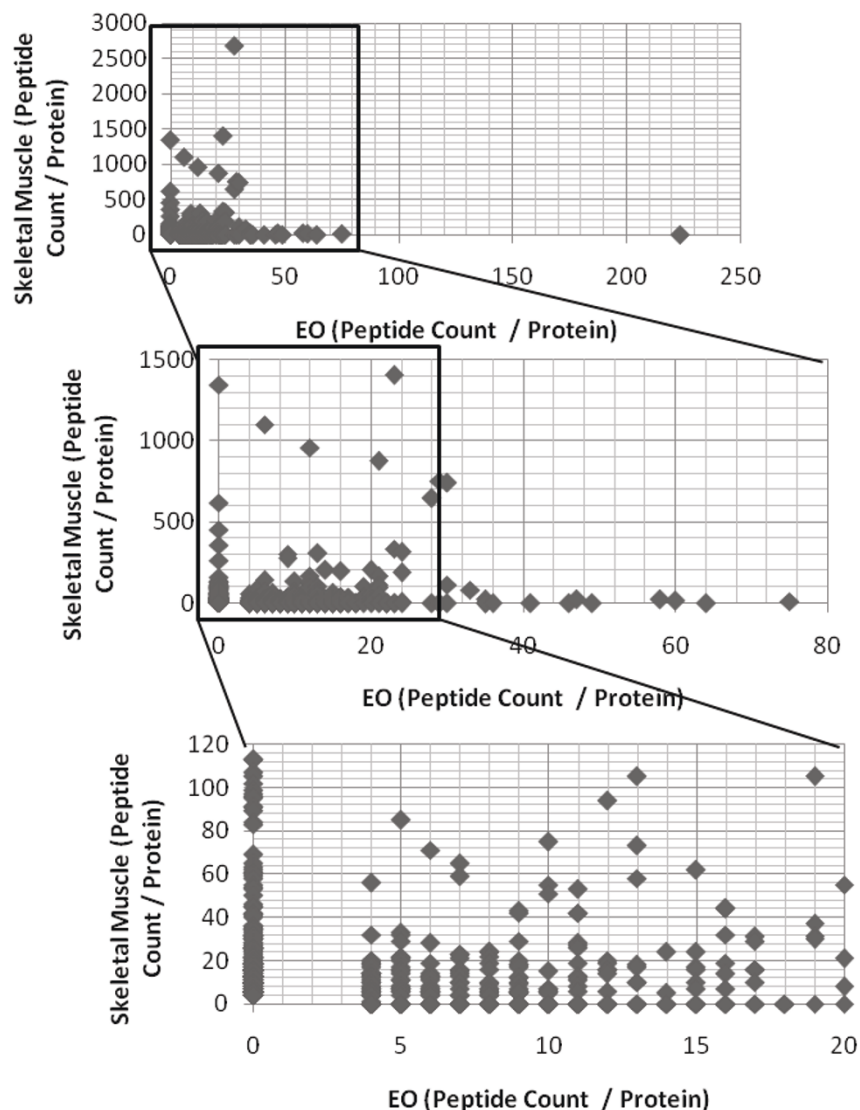 Skeletal Muscle (Peptide
Count / Protein)
3000
2500
2000
1500
1000
500
0
0 50 100 150 200 250
EO (Peptide Count / Protein)
Skeletal Muscle (Peptide
Count / Protein)
1500
1000
500
0
0 20 40 60 80
EO (Peptide Count / Protein)
Skeletal Muscle (Peptide
Count / Protein)
120
100
80
60
40
20
0
0 5 10 15 20
EO (Peptide Count / Protein)